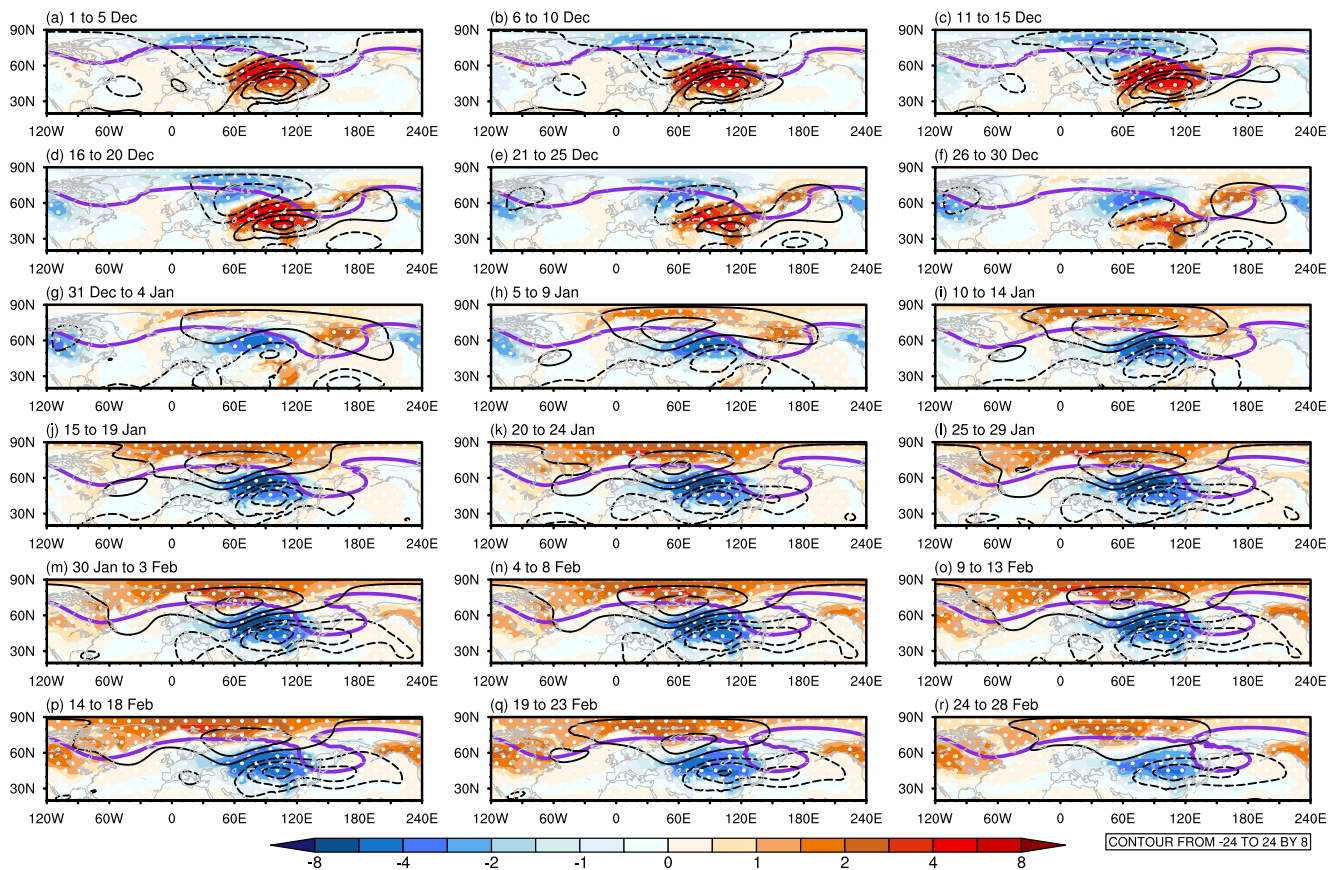 (a) 1 to 5 Dec (b) 6 to 10 Dec (c) 11 to 15 Dec
90N 90N 90N
60N 60N 60N
30N 30N 30N
120W 60W 0 60E 120E 180E 240E 120W 60W 0 60E 120E 180E 240E 120W 60W 0 60E 120E 180E 240E
(d) 16 to 20 Dec (e) 21 to 25 Dec (f) 26 to 30 Dec
90N 90N 90N
60N 60N 60N
30N 30N 30N
120W 60W 0 60E 120E 180E 240E 120W 60W 0 60E 120E 180E 240E 120W 60W 0 60E 120E 180E 240E
(g) 31 Dec to 4 Jan (h) 5 to 9 Jan (i) 10 to 14 Jan
90N 90N 90N
60N 60N 60N
30N 30N 30N
120W 60W 0 60E 120E 180E 240E 120W 60W 0 60E 120E 180E 240E 120W 60W 0 60E 120E 180E 240E
(j) 15 to 19 Jan (k) 20 to 24 Jan (l) 25 to 29 Jan
90N 90N 90N
60N 60N 60N
30N 30N 30N
120W 60W 0 60E 120E 180E 240E 120W 60W 0 60E 120E 180E 240E 120W 60W 0 60E 120E 180E 240E
(m) 30 Jan to 3 Feb (n) 4 to 8 Feb (o) 9 to 13 Feb
90N 90N 90N
60N 60N 60N
30N 30N 30N
120W 60W 0 60E 120E 180E 240E 120W 60W 0 60E 120E 180E 240E 120W 60W 0 60E 120E 180E 240E
(p) 14 to 18 Feb (q) 19 to 23 Feb (r) 24 to 28 Feb
90N 90N 90N
60N 60N 60N
30N 30N 30N
120W 60W 0 60E 120E 180E 240E 120W 60W 0 60E 120E 180E 240E 120W 60W 0 60E 120E 180E 240E
CONTOUR FROM -24 TO 24 BY 8
-8 -4 -2 -1 0 1 2 4 8